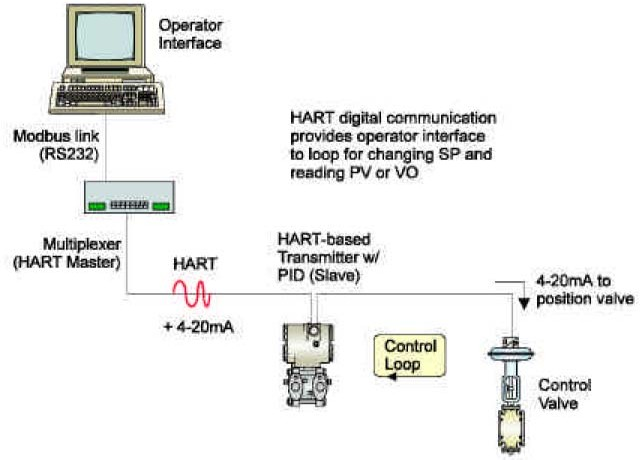 Operator
Interface
Modbus link
(RS232)
HART digital communication
provides operator interface
to loop for changing SP and
reading PV or VO
Multiplexer
(HART Master)
HART
+ 4-20mA
HART-based
Transmitter w/
PID (Slave)
4-20mA to
position valve
Control
Loop
Control
Valve